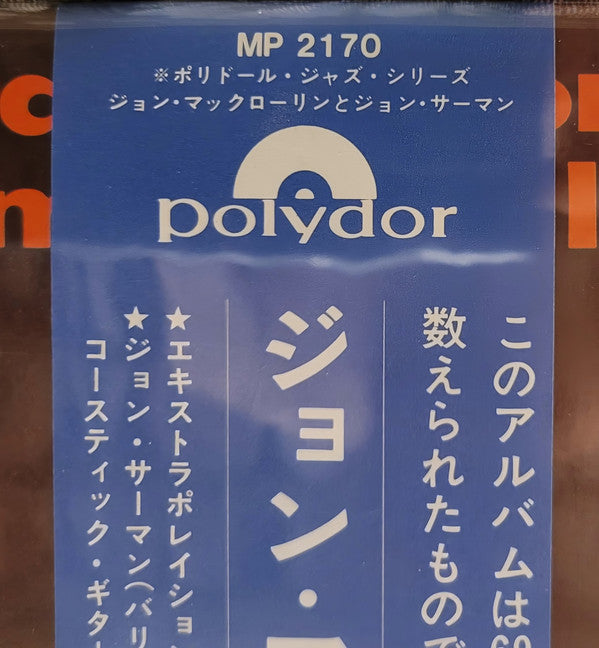 MP 2170
※ポリドール・ジャズ・シリーズ
ジョン・マックローリンとジョン・サーマン
polydor
このアルバムは69
数えられたもので
ジョン・
★エキストラポレイション
★ジョン・サーマン(バリ
コースティック・ギター